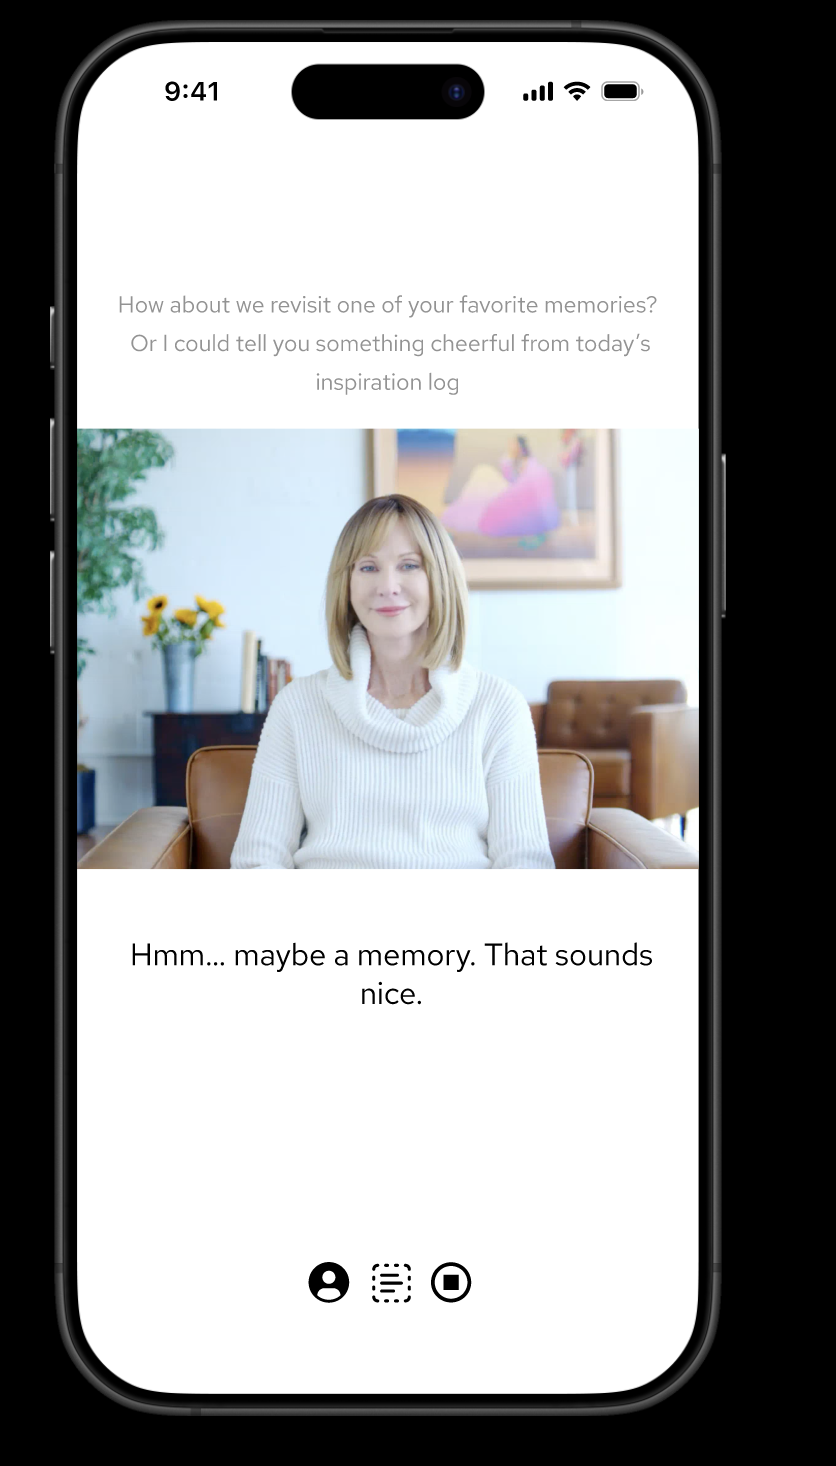 9:41
How about we revisit one of your favorite memories?
Or I could tell you something cheerful from today’s
inspiration log
Hmm... maybe a memory. That sounds
nice.